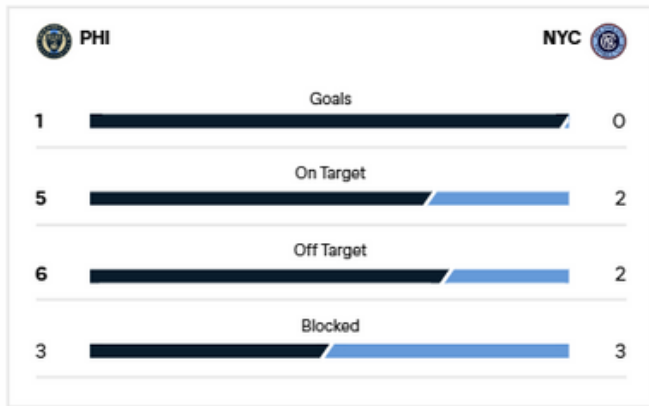 PHI NYC
Goals
1 0
On Target
5 2
Off Target
6 2
Blocked
3 3